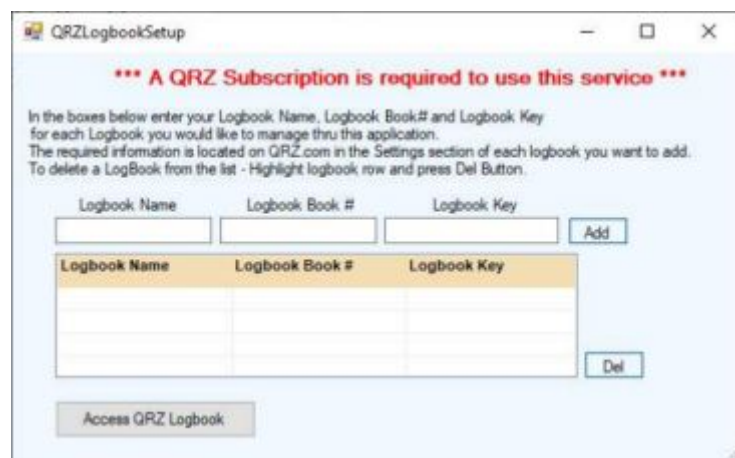 QRZLogbookSetup
*** A QRZ Subscription is required to use this service ***
In the boxes below enter your Logbook Name, Logbook Book# and Logbook Key
for each Logbook you would like to manage thru this application.
The required information is located on QRZ.com in the Settings section of each logbook you want to add.
To delete a LogBook from the list - Highlight logbook row and press Del Button.
Logbook Name Logbook Book # Logbook Key
Add
Logbook Name Logbook Book # Logbook Key
Del
Access QRZ Logbook